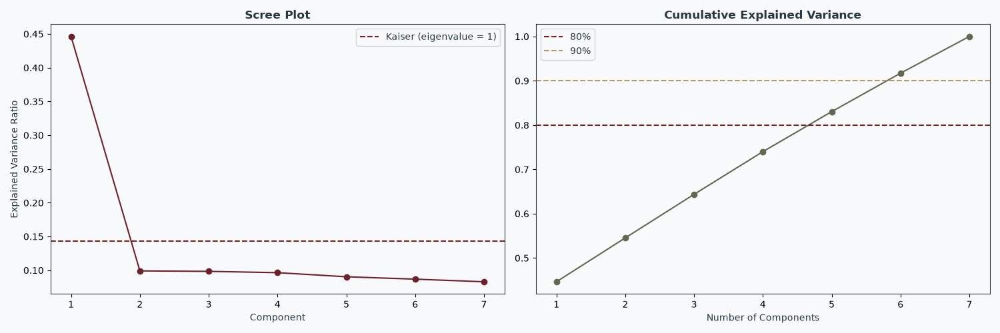 Scree Plot
Explained Variance Ratio
0.45
0.40
0.35
0.30
0.25
0.20
0.15
0.10
Kaiser (eigenvalue = 1)
1 2 3 4 5 6 7
Component
Cumulative Explained Variance
1.0
0.9
0.8
0.7
0.6
0.5
80%
90%
1 2 3 4 5 6 7
Number of Components